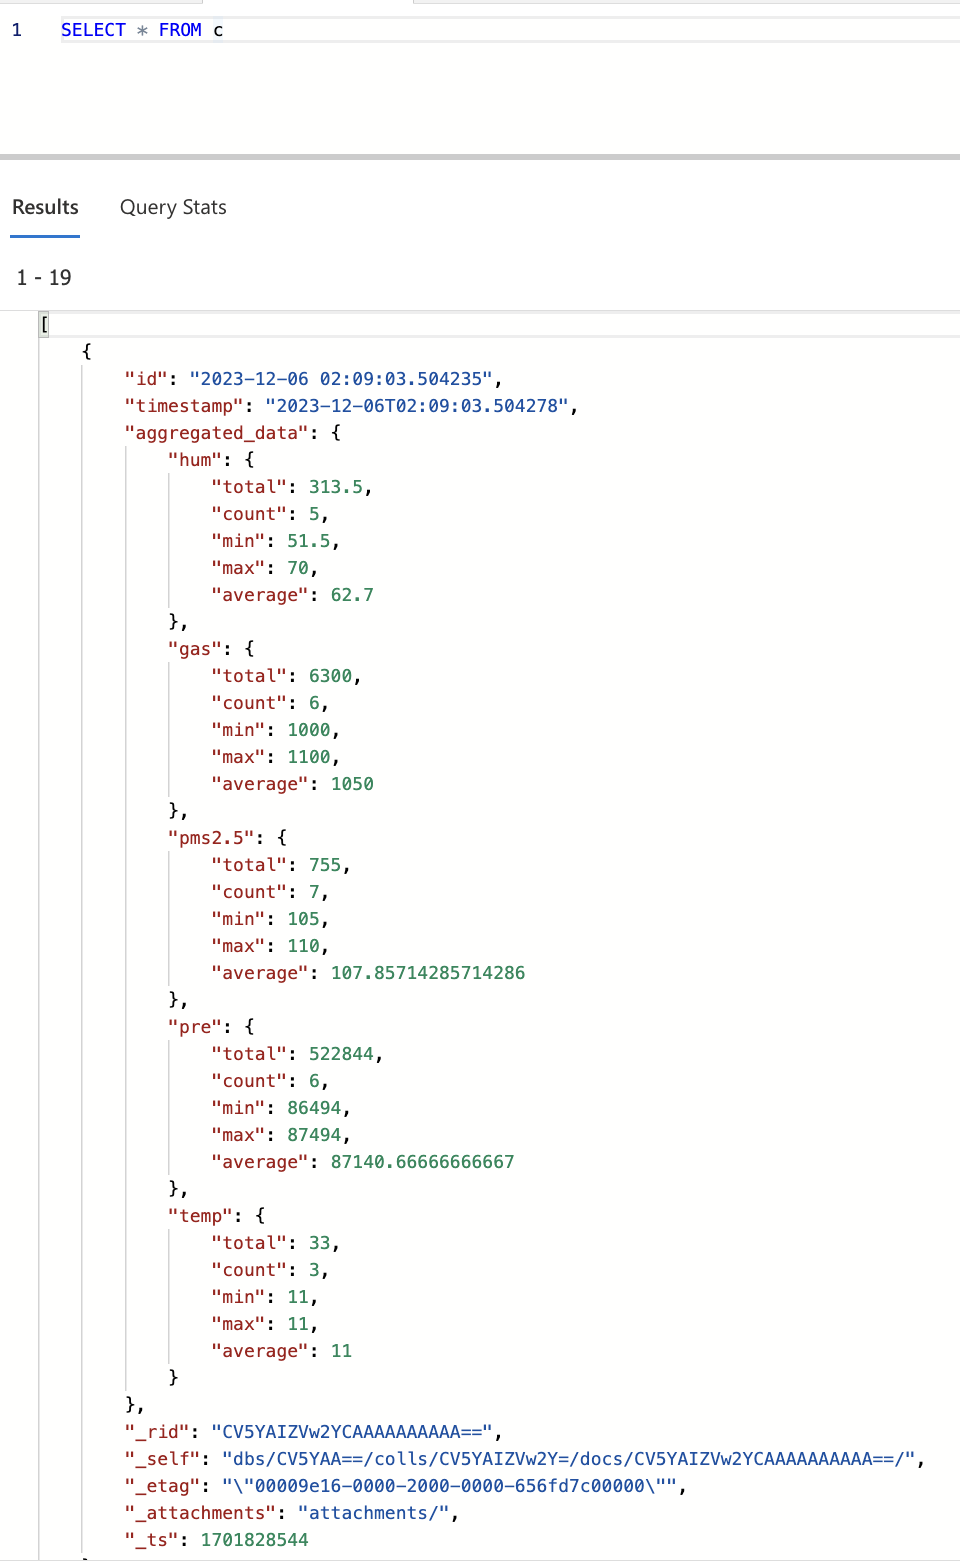 1 SELECT * FROM c
Results Query Stats
1 - 19
[
{
"id": "2023-12-06 02:09:03.504235",
"timestamp": "2023-12-06T02:09:03.504278",
"aggregated_data": {
"hum": {
"total": 313.5,
"count": 5,
"min": 51.5,
"max": 70,
"average": 62.7
},
"gas": {
"total": 6300,
"count": 6,
"min": 1000,
"max": 1100,
"average": 1050
},
"pms2.5": {
"total": 755,
"count": 7,
"min": 105,
"max": 110,
"average": 107.85714285714286
},
"pre": {
"total": 522844,
"count": 6,
"min": 86494,
"max": 87494,
"average": 87140.66666666667
},
"temp": {
"total": 33,
"count": 3,
"min": 11,
"max": 11,
"average": 11
}
},
"_rid": "CV5YAIZVw2YCAAAAAAAAAA==",
"_self": "dbs/CV5YAA==/colls/CV5YAIZVw2Y=/docs/CV5YAIZVw2YCAAAAAAAAAA==/",
"_etag": "\"00009e16-0000-2000-0000-656fd7c00000\"",
"_attachments": "attachments/",
"_ts": 1701828544